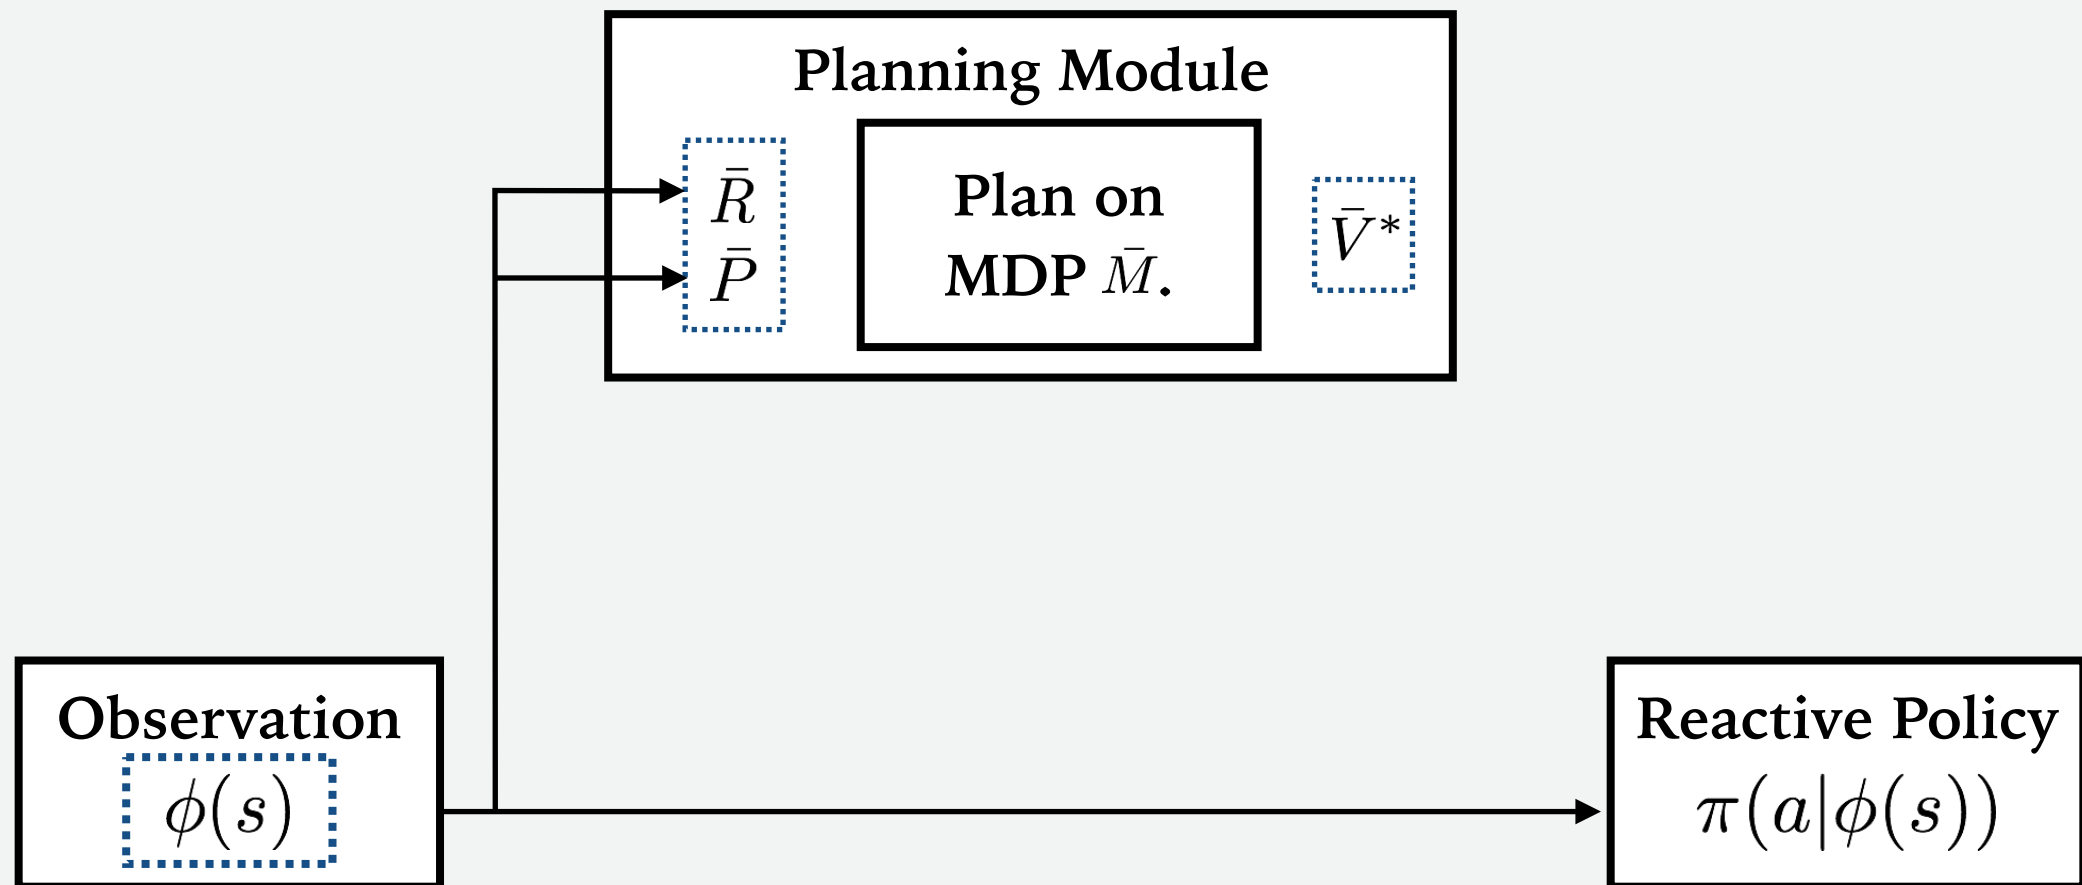 Planning Module
R̄
P̄
Plan on
MDP M̄.
V̄*
Observation
ϕ(s)
Reactive Policy
π(a|ϕ(s))